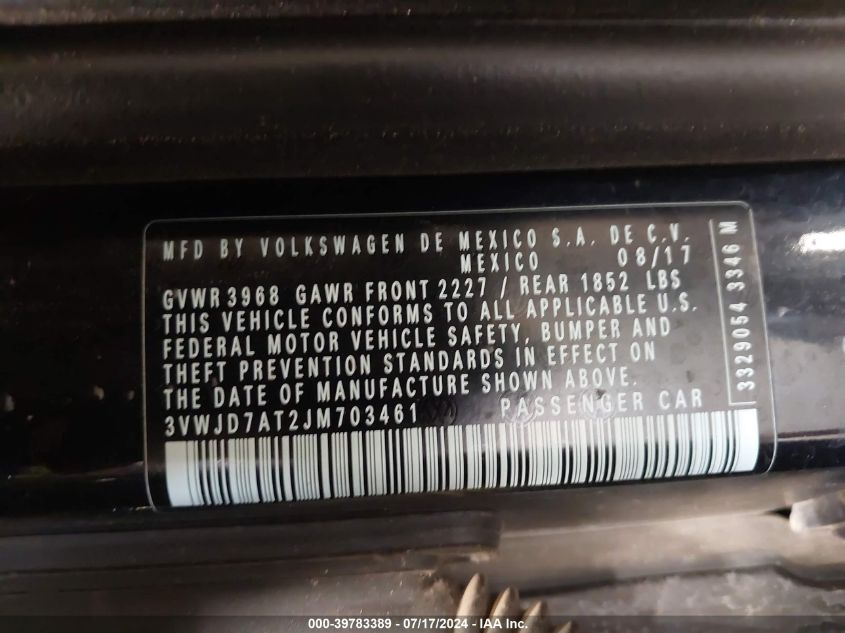 MFD BY VOLKSWAGEN DE MEXICO S.A. DE C.V.
MEXICO 08/17
GVWR 3968 GAWR FRONT 2227 / REAR 1852 LBS
THIS VEHICLE CONFORMS TO ALL APPLICABLE U.S.
FEDERAL MOTOR VEHICLE SAFETY, BUMPER AND
THEFT PREVENTION STANDARDS IN EFFECT ON
THE DATE OF MANUFACTURE SHOWN ABOVE.
3VWJD7AT2JM703461 PASSENGER CAR
3329054 3346 M
000-39783389 - 07/17/2024 - IAA Inc.